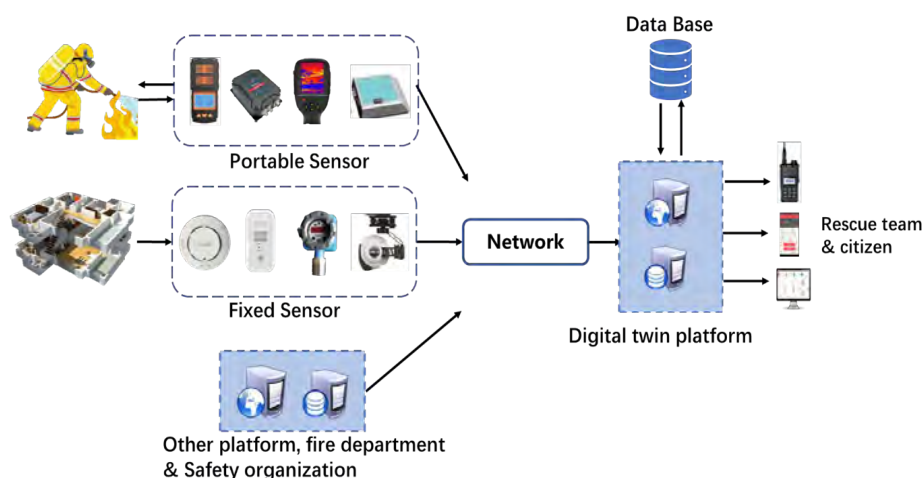 Data Base
Portable Sensor
Network
Rescue team
& citizen
Fixed Sensor
Digital twin platform
Other platform, fire department
& Safety organization